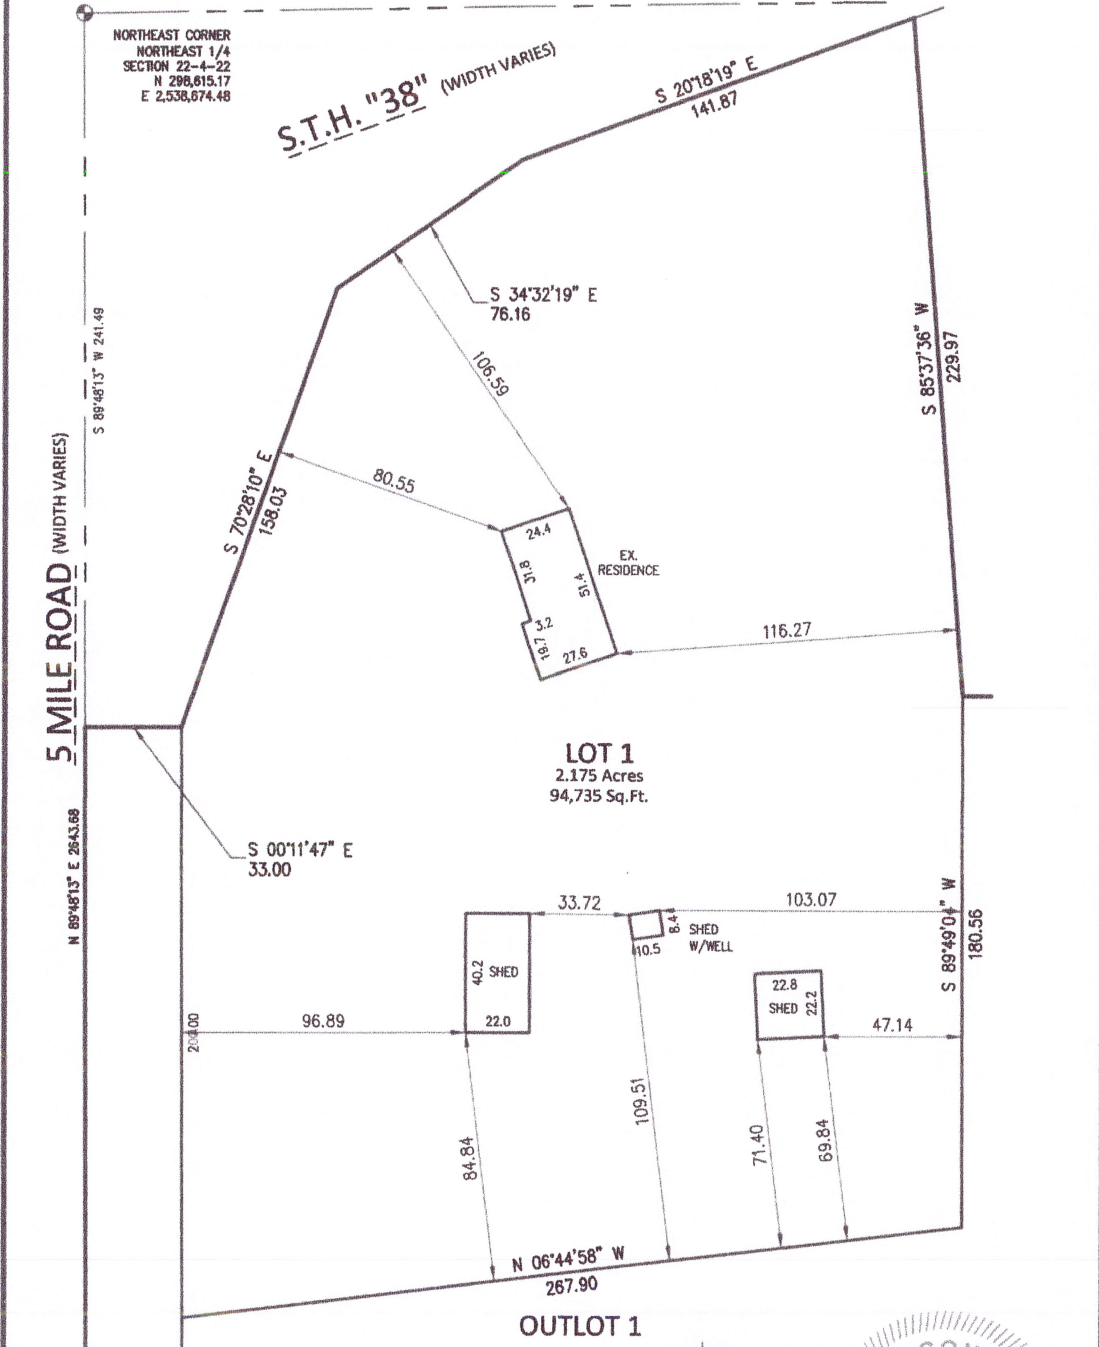 NORTHEAST CORNER
NORTHEAST 1/4
SECTION 22-4-22
N 298,615.17
E 2,538,674.48
S.T.H. "38" (WIDTH VARIES)
S 20°18'19" E
141.87
S 34°32'19" E
76.16
S 89°48'13" W 241.49
106.59
S 85°37'36" W
229.97
5 MILE ROAD (WIDTH VARIES)
S 70°28'10" E
158.03
80.55
24.4
31.8
51.4
EX.
RESIDENCE
3.2
19.7
27.6
116.27
LOT 1
2.175 Acres
94,735 Sq.Ft.
S 00°11'47" E
33.00
N 89°48'13" E 2643.68
33.72
103.07
8.4
SHED
W/WELL
10.5
S 89°49'04" W
180.56
40.2
SHED
22.0
22.8
SHED
22.2
96.89
200.00
47.14
84.84
109.51
71.40
69.84
N 06°44'58" W
267.90
OUTLOT 1